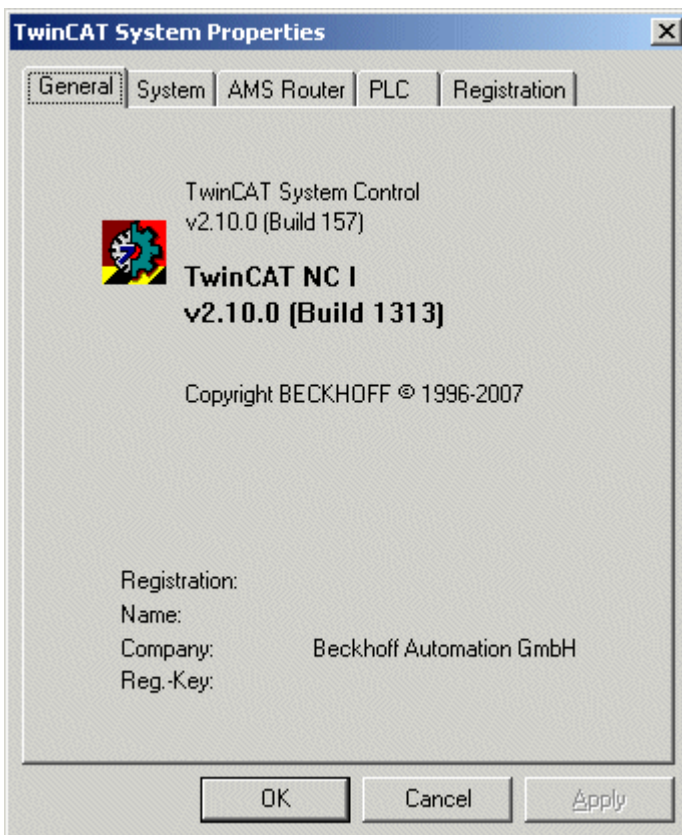 TwinCAT System Properties
General System AMS Router PLC Registration
TwinCAT System Control
v2.10.0 (Build 157)
TwinCAT NC I
v2.10.0 (Build 1313)
Copyright BECKHOFF © 1996-2007
Registration:
Name:
Company: Beckhoff Automation GmbH
Reg.-Key:
OK Cancel Apply